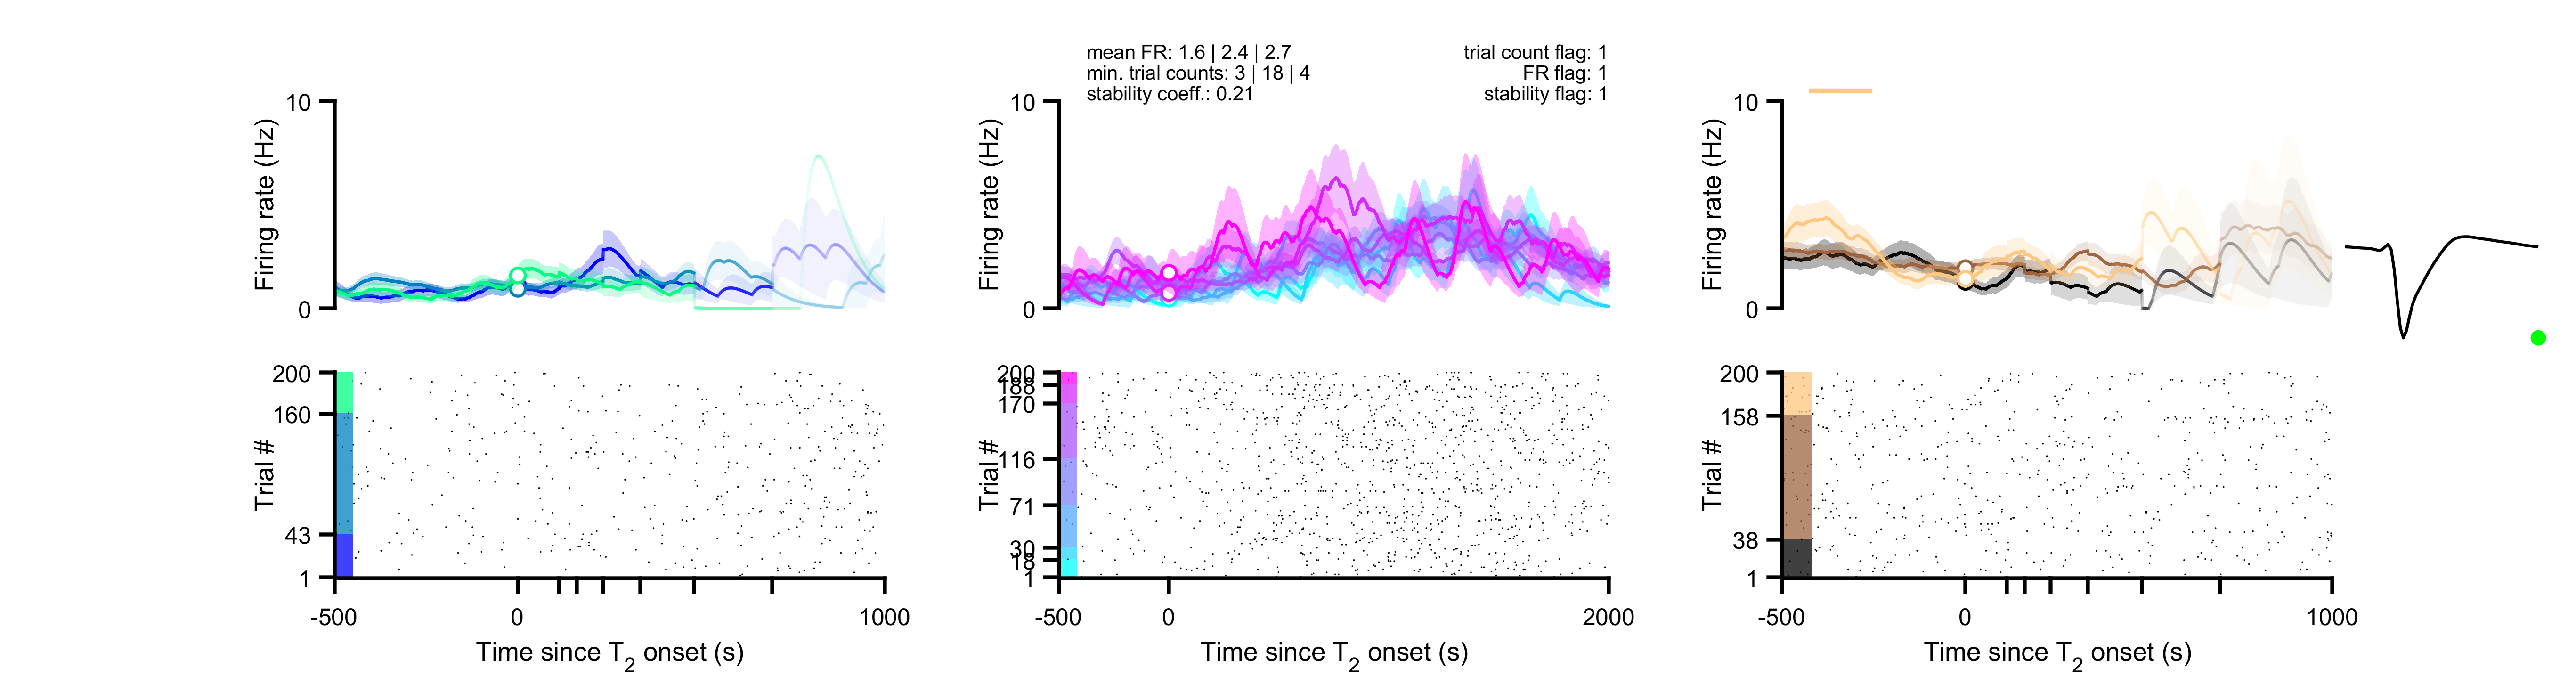 mean FR: 1.6 | 2.4 | 2.7
min. trial counts: 3 | 18 | 4
stability coeff.: 0.21
trial count flag: 1
FR flag: 1
stability flag: 1
10
0
Firing rate (Hz)
10
0
Firing rate (Hz)
10
0
Firing rate (Hz)
200
160
43
1
Trial #
-500
0
1000
Time since T2 onset (s)
200
188
170
116
71
30
18
1
Trial #
-500
0
2000
Time since T2 onset (s)
200
158
38
1
Trial #
-500
0
1000
Time since T2 onset (s)